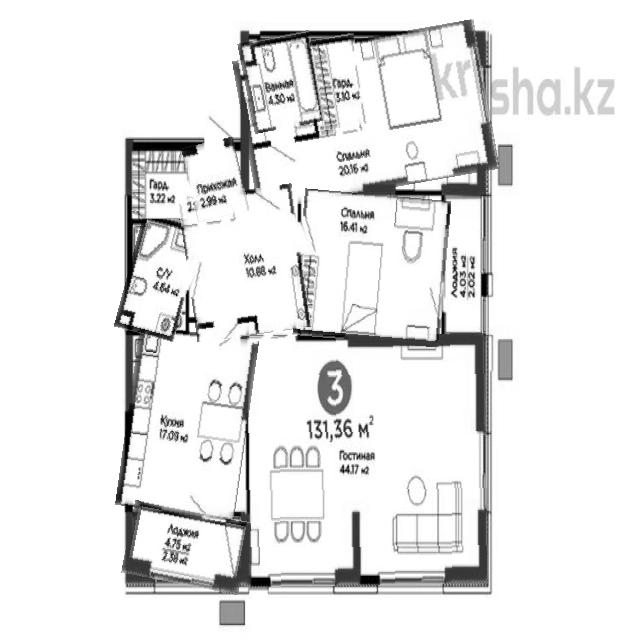 krisha.kz
Ванная
4.30 м2
Гард.
3.10 м2
Спальня
20.16 м2
Гард.
3.22 м2
Прихожая
2.99 м2
Спальня
16.41 м2
Холл
10.88 м2
Лоджия
4.03 м2
2.02 м2
С/У
4.64 м2
3
131,36 м2
Кухня
17.09 м2
Гостиная
44.17 м2
Лоджия
4.75 м2
2.38 м2